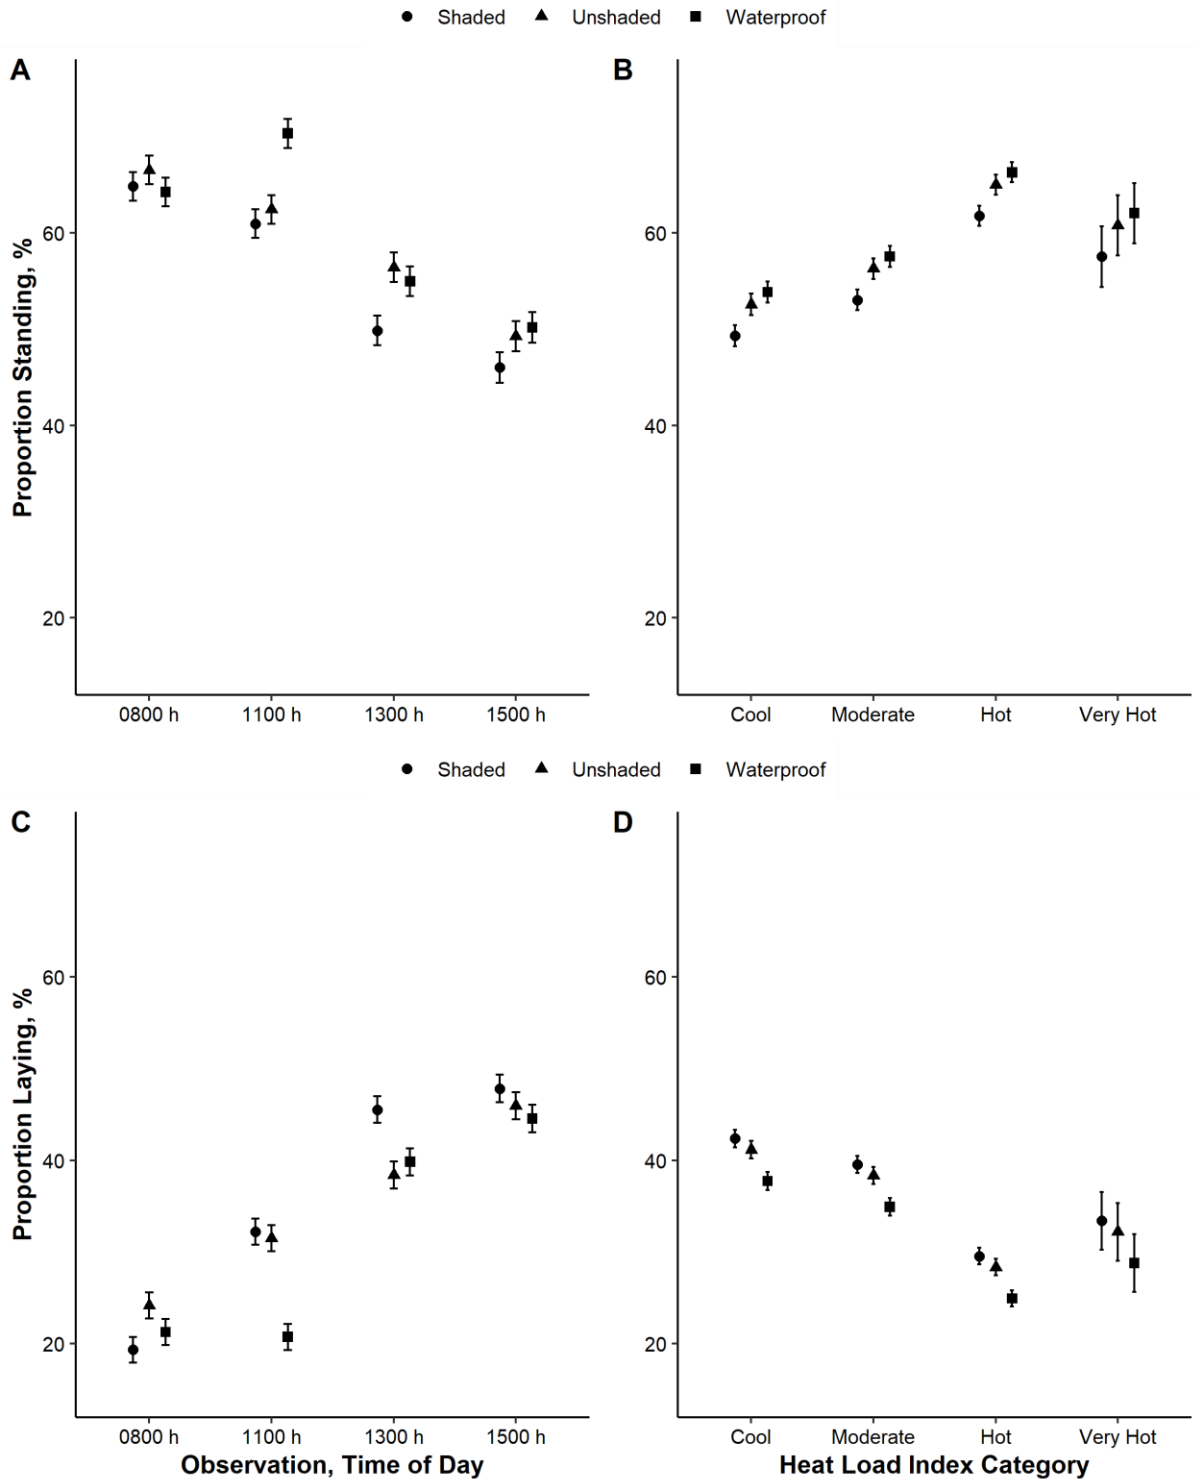 Shaded Unshaded Waterproof
A
B
Proportion Standing, %
60
40
20
60
40
20
0800 h 1100 h 1300 h 1500 h
Cool Moderate Hot Very Hot
Shaded Unshaded Waterproof
C
D
Proportion Laying, %
60
40
20
60
40
20
0800 h 1100 h 1300 h 1500 h
Observation, Time of Day
Cool Moderate Hot Very Hot
Heat Load Index Category